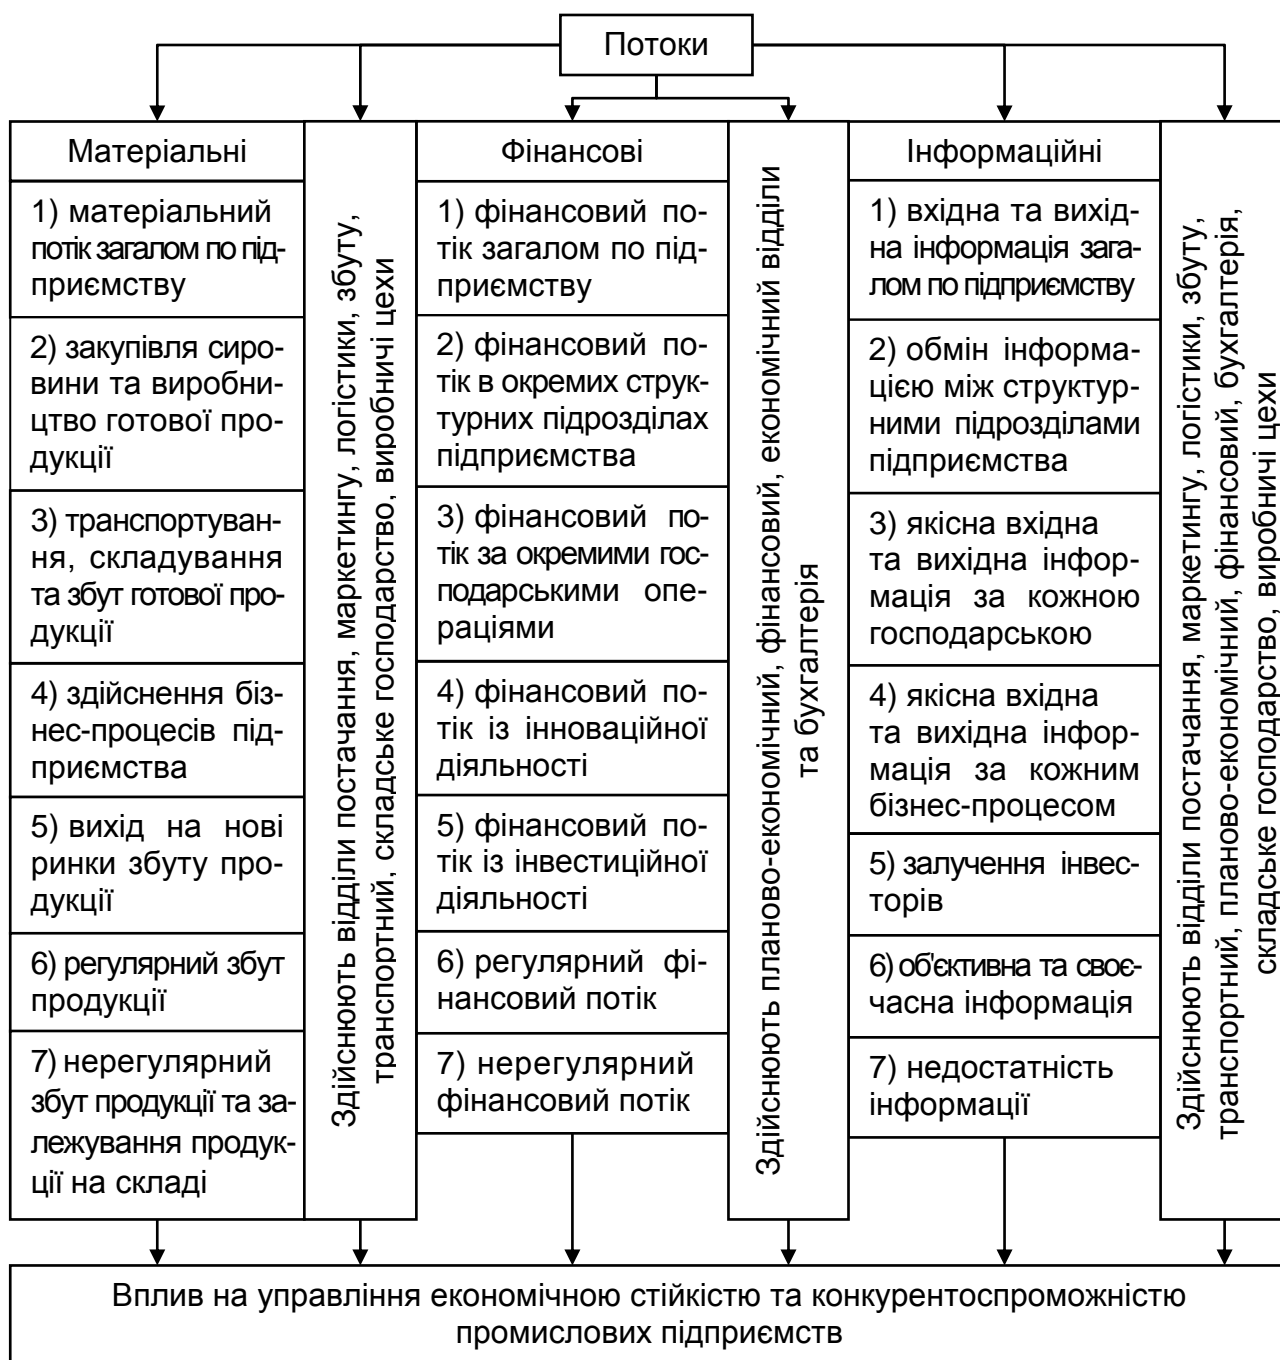 Потоки
Матеріальні
1) матеріальний
потік загалом по під-
приємству
2) закупівля сиро-
вини та виробни-
цтво готової про-
дукції
3) транспортуван-
ня, складування
та збут готової про-
дукції
4) здійснення біз-
нес-процесів під-
приємства
5) вихід на нові
ринки збуту про-
дукції
6) регулярний збут
продукції
7) нерегулярний
збут продукції та за-
лежування продук-
ції на складі
Здійснюють відділи постачання, маркетингу, логістики, збуту,
транспортний, складське господарство, виробничі цехи
Фінансові
1) фінансовий по-
тік загалом по під-
приємству
2) фінансовий по-
тік в окремих струк-
турних підрозділах
підприємства
3) фінансовий по-
тік за окремими гос-
подарськими опе-
раціями
4) фінансовий по-
тік із інноваційної
діяльності
5) фінансовий по-
тік із інвестиційної
діяльності
6) регулярний фі-
нансовий потік
7) нерегулярний
фінансовий потік
Здійснюють планово-економічний, фінансовий, економічний відділи
та бухгалтерія
Інформаційні
1) вхідна та вихід-
на інформація зага-
лом по підприємству
2) обмін інформа-
цією між структур-
ними підрозділами
підприємства
3) якісна вхідна
та вихідна інфор-
мація за кожною
господарською
4) якісна вхідна
та вихідна інфор-
мація за кожним
бізнес-процесом
5) залучення інвес-
торів
6) об'єктивна та своє-
часна інформація
7) недостатність
інформації
Здійснюють відділи постачання, маркетингу, логістики, збуту,
транспортний, планово-економічний, фінансовий, бухгалтерія,
складське господарство, виробничі цехи
Вплив на управління економічною стійкістю та конкурентоспроможністю
промислових підприємств